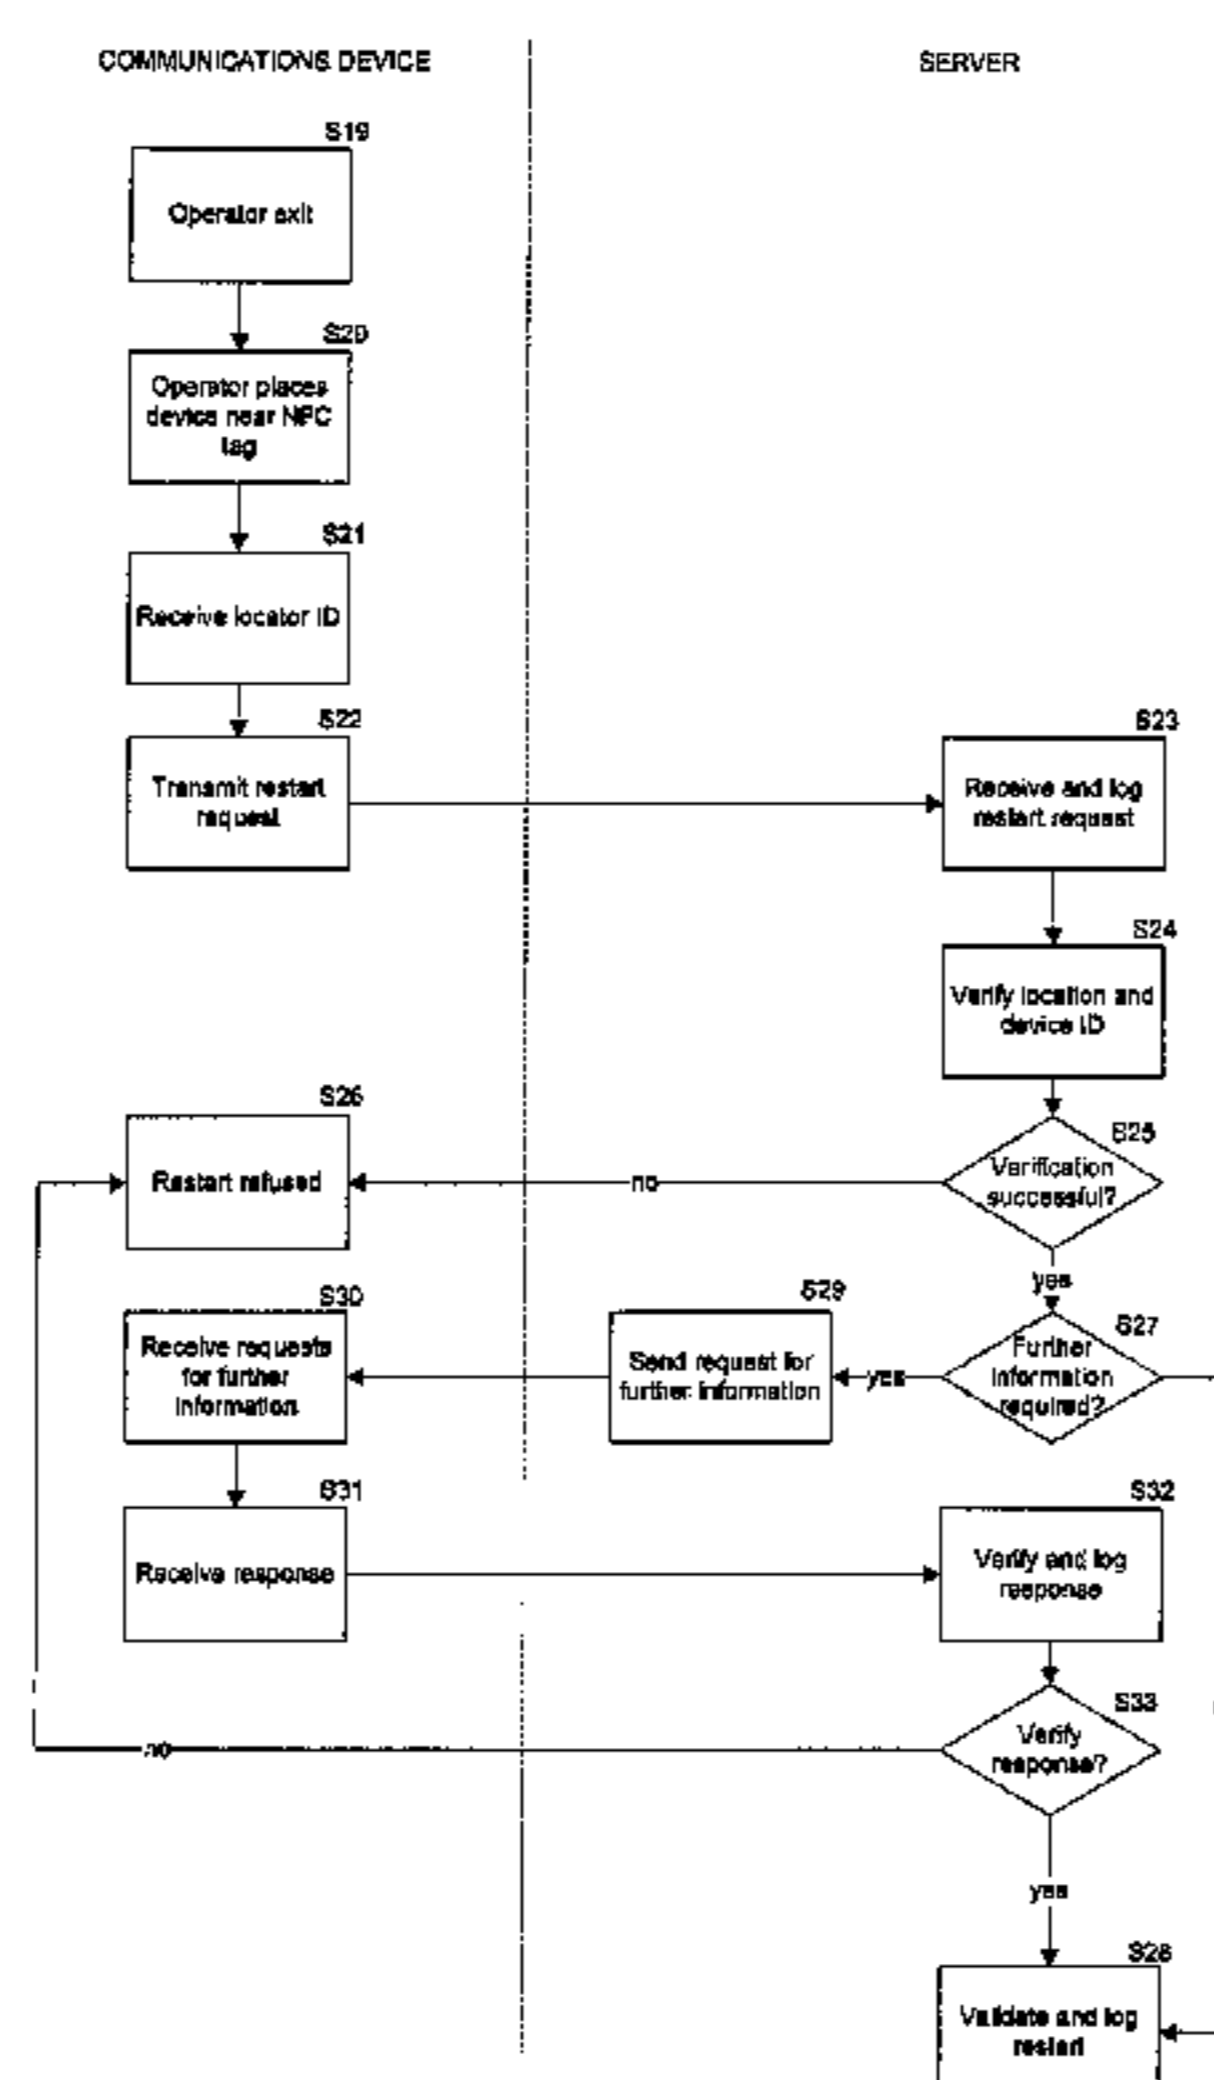 COMMUNICATIONS DEVICE
SERVER
S19
Operator exit
S20
Operator places
device near NFC
tag
S21
Receive locator ID
S22
Transmit restart
request
S23
Receive and log
restart request
S24
Verify location and
device ID
S25
Verification
successful?
no
S26
Restart refused
yes
S27
Further
information
required?
yes
S29
Send request for
further information
S30
Receive requests
for further
information
S31
Receive response
S32
Verify and log
response
S33
Verify
response?
no
yes
S28
Validate and log
restart